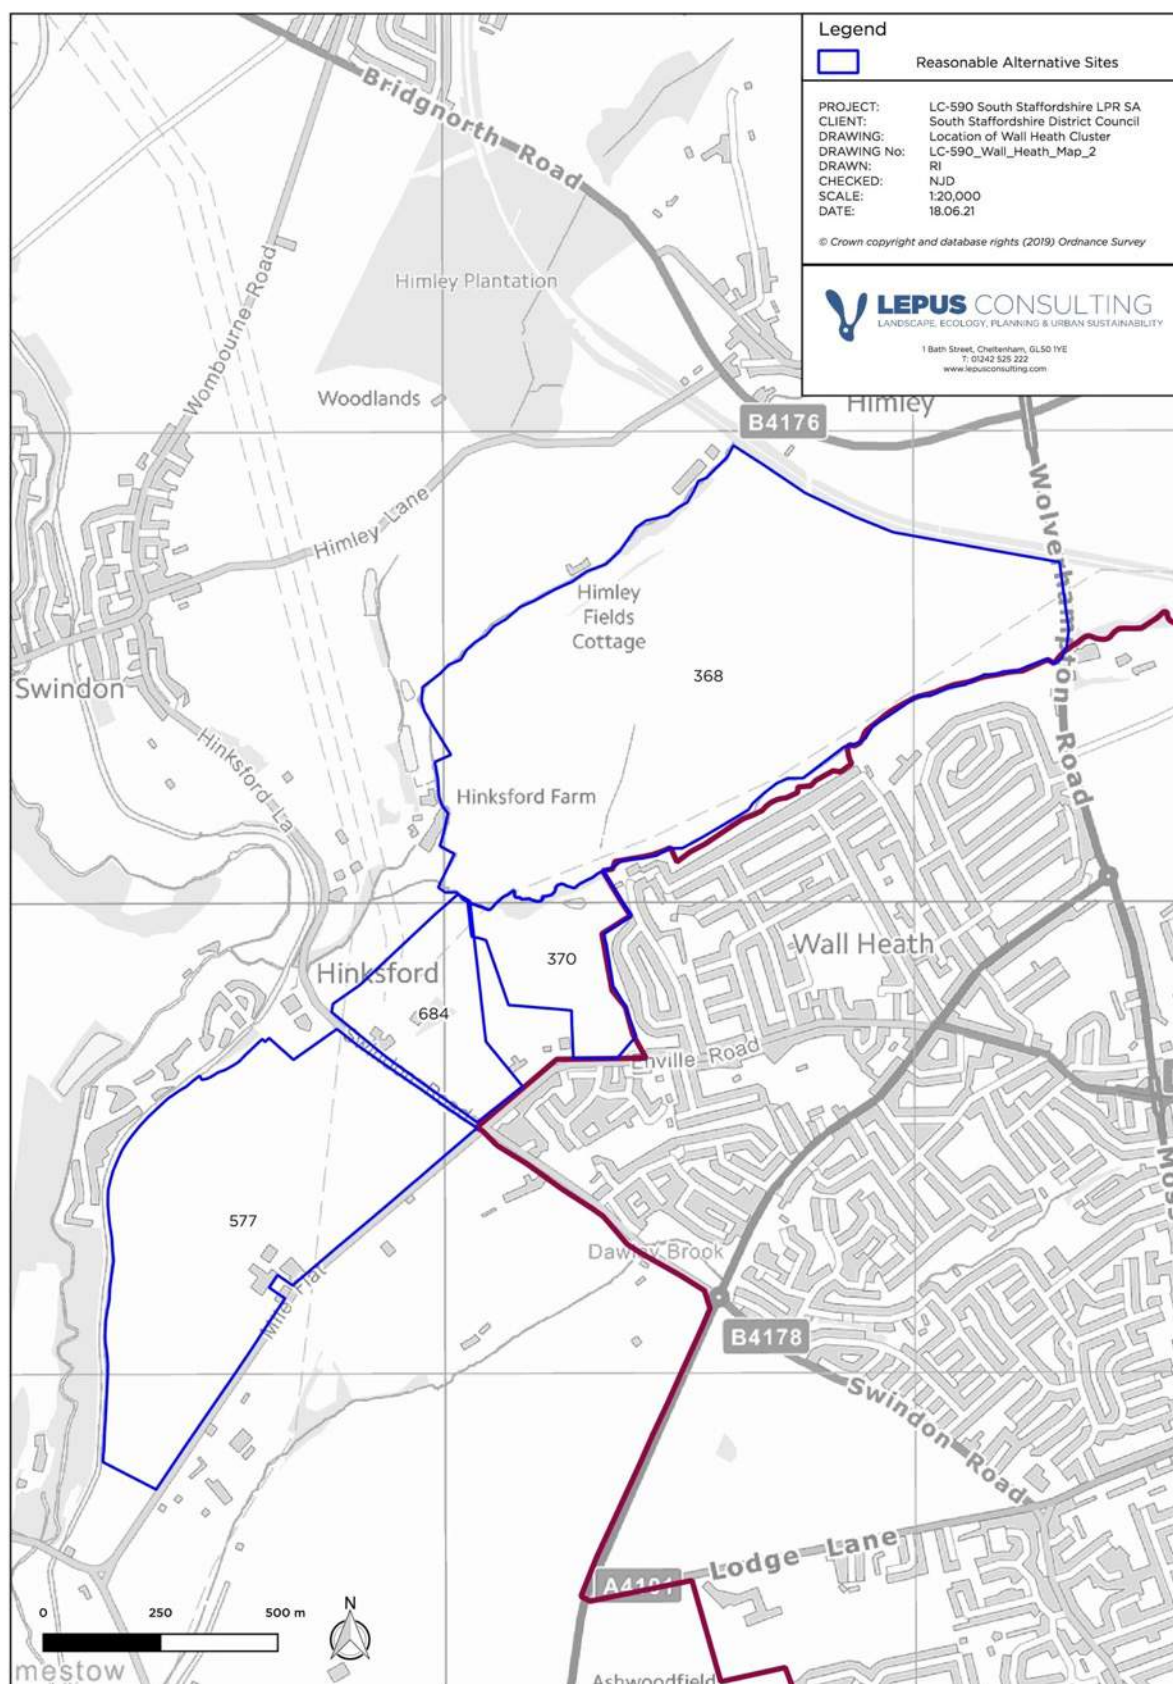 Legend
Reasonable Alternative Sites
PROJECT: LC-590 South Staffordshire LPR SA
CLIENT: South Staffordshire District Council
DRAWING: Location of Wall Heath Cluster
DRAWING No: LC-590_Wall_Heath_Map_2
DRAWN: RI
CHECKED: NJD
SCALE: 1:20,000
DATE: 18.06.21
© Crown copyright and database rights (2019) Ordnance Survey
LEPUS CONSULTING
LANDSCAPE, ECOLOGY, PLANNING & URBAN SUSTAINABILITY
1 Bath Street, Cheltenham, GL50 1YE
T: 01242 525 222
www.lepusconsulting.com
Bridgnorth Road
Himley Plantation
Wombourne Road
Woodlands
Himley
B4176
Wolverhampton Road
Himley Lane
Himley
Fields
Cottage
368
Swindon
Hinksford La
Hinksford Farm
Wall Heath
370
Hinksford
684
Enville Road
577
Dawley Brook
Mile Flat
B4178
Swindon Road
Lodge Lane
A4101
0 250 500 m
N
mestow
Ashwoodfield